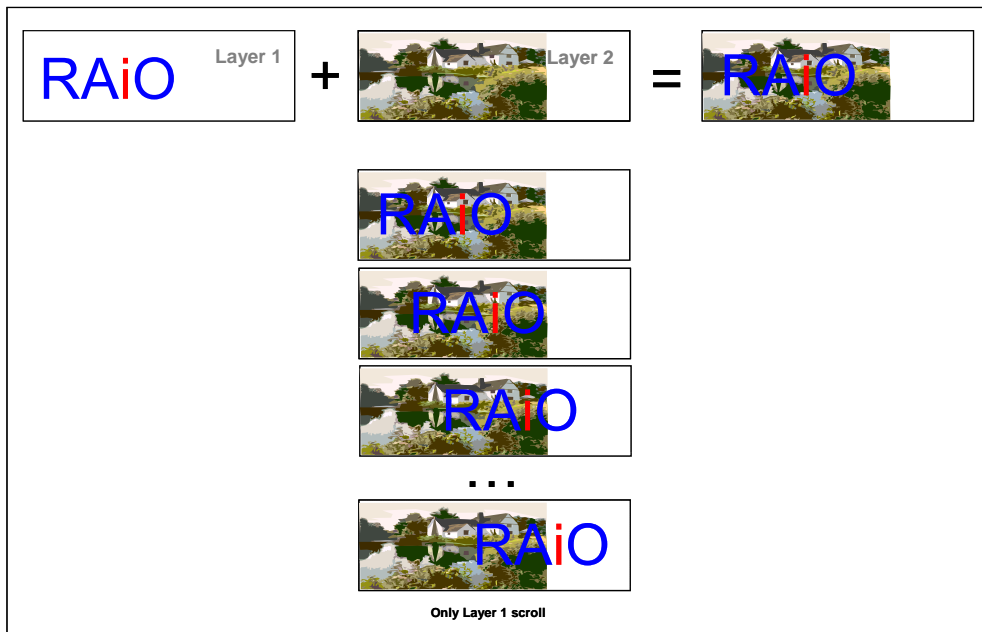 RAiO Layer 1 + Layer 2 = RAiO
RAiO
RAiO
RAiO
...
RAiO
Only Layer 1 scroll